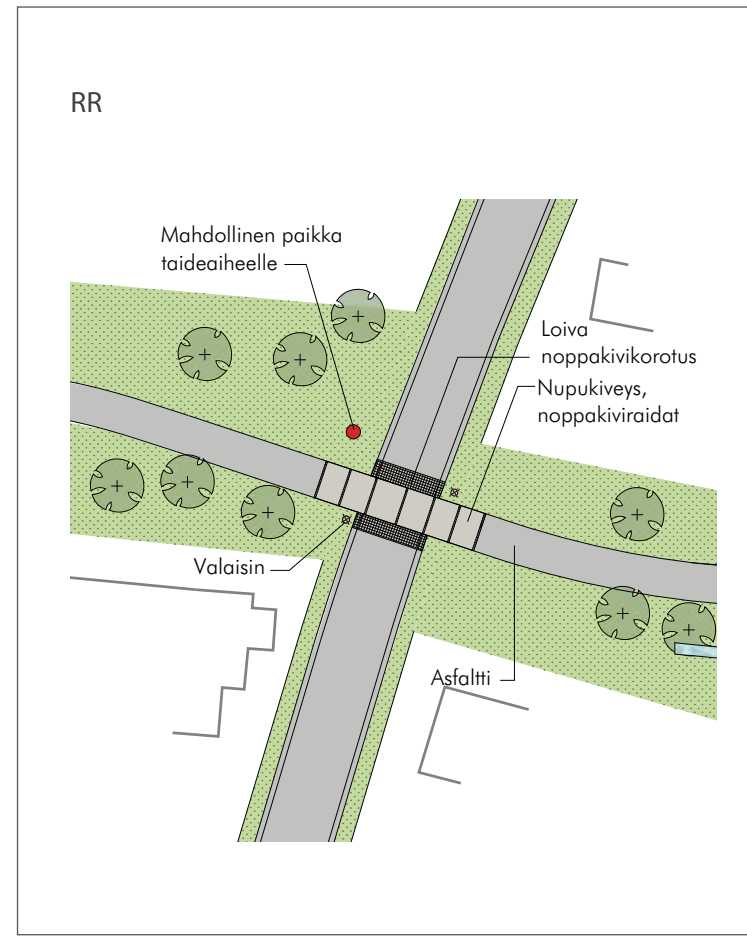 RR
Mahdollinen paikka
taideaiheelle
Loiva
noppakivikorotus
Nupukiveys,
noppakiviraidat
Valaisin
Asfaltti